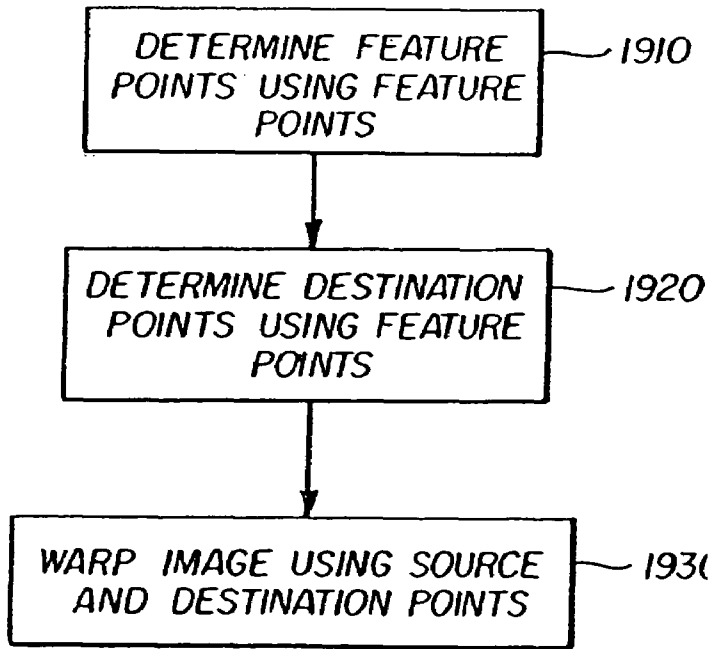 DETERMINE FEATURE
POINTS USING FEATURE
POINTS
1910
DETERMINE DESTINATION
POINTS USING FEATURE
POINTS
1920
WARP IMAGE USING SOURCE
AND DESTINATION POINTS
1930